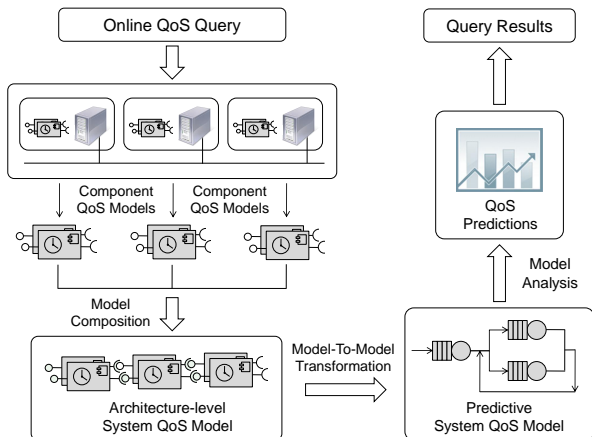 Online QoS Query
Query Results
Component
QoS Models
Component
QoS Models
QoS
Predictions
Model
Composition
Model
Analysis
Model-To-Model
Transformation
Architecture-level
System QoS Model
Predictive
System QoS Model